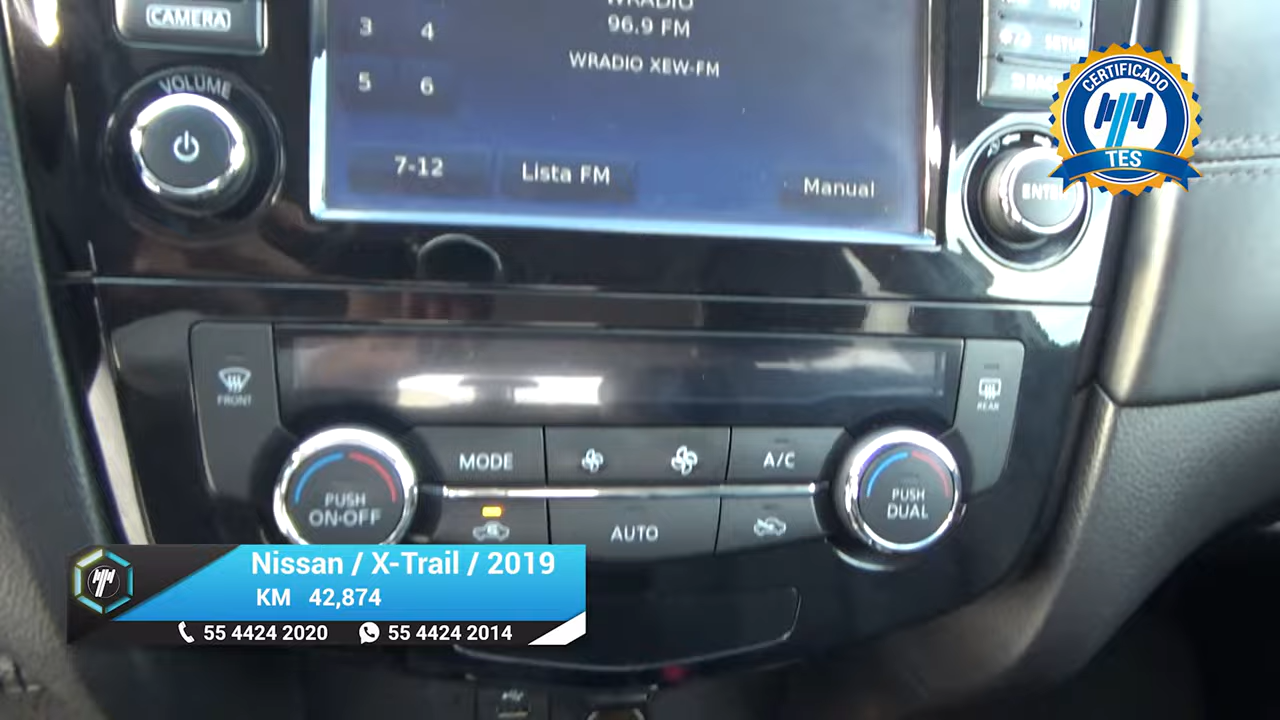 CAMERA
VOLUME
WRADIO
96.9 FM
WRADIO XEW-FM
3
4
5
6
7-12
Lista FM
Manual
ENTER
CERTIFICADO
TES
FRONT
REAR
MODE
A/C
PUSH
ON·OFF
AUTO
PUSH
DUAL
Nissan / X-Trail / 2019
KM 42,874
55 4424 2020
55 4424 2014